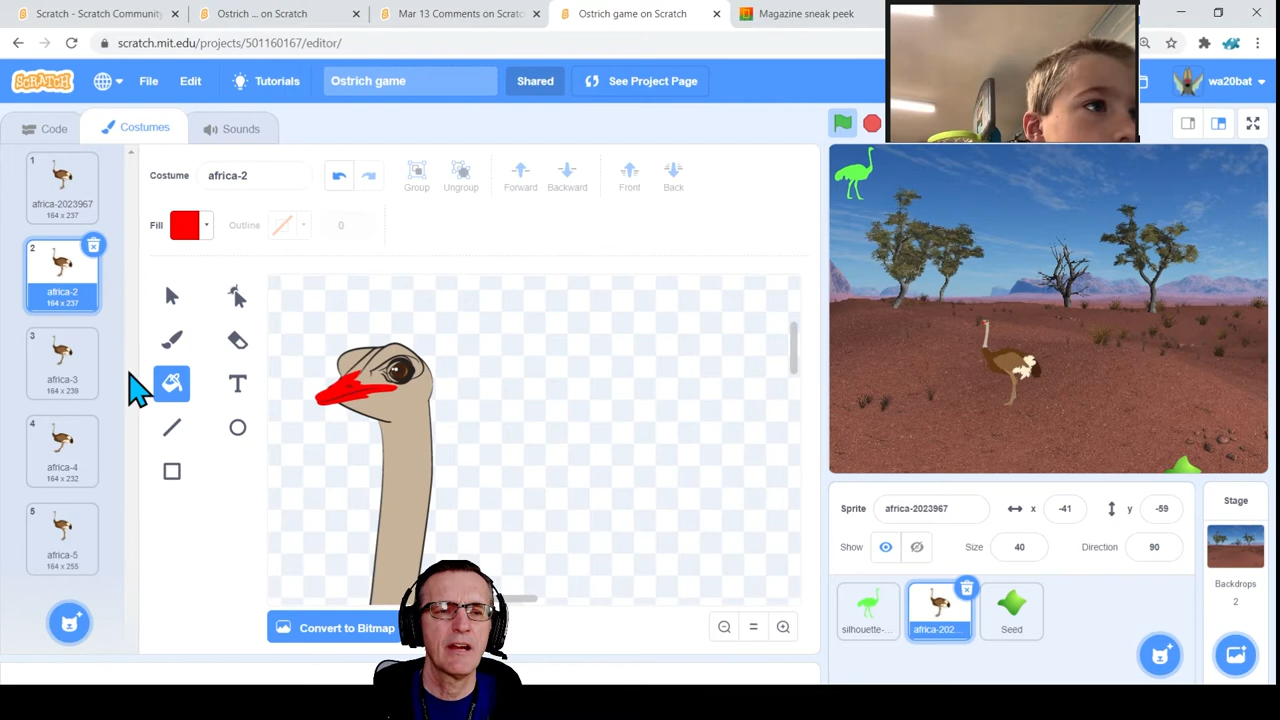 Scratch - Scratch Community
Ostrich ... on Scratch
Mar 13 Comments on Scratc
Ostrich game on Scratch
Magazine sneak peek
scratch.mit.edu/projects/501160167/editor/
SCRATCH
File
Edit
Tutorials
Ostrich game
Shared
See Project Page
wa20bat
Code
Costumes
Sounds
1
africa-2023967
164 x 237
2
africa-2
164 x 237
3
africa-3
164 x 239
4
africa-4
164 x 232
5
africa-5
164 x 255
Costume
africa-2
Group
Ungroup
Forward
Backward
Front
Back
Fill
Outline
0
T
Convert to Bitmap
Sprite
africa-2023967
x
-41
y
-59
Show
Size
40
Direction
90
silhouette-...
africa-202...
Seed
Stage
Backdrops
2